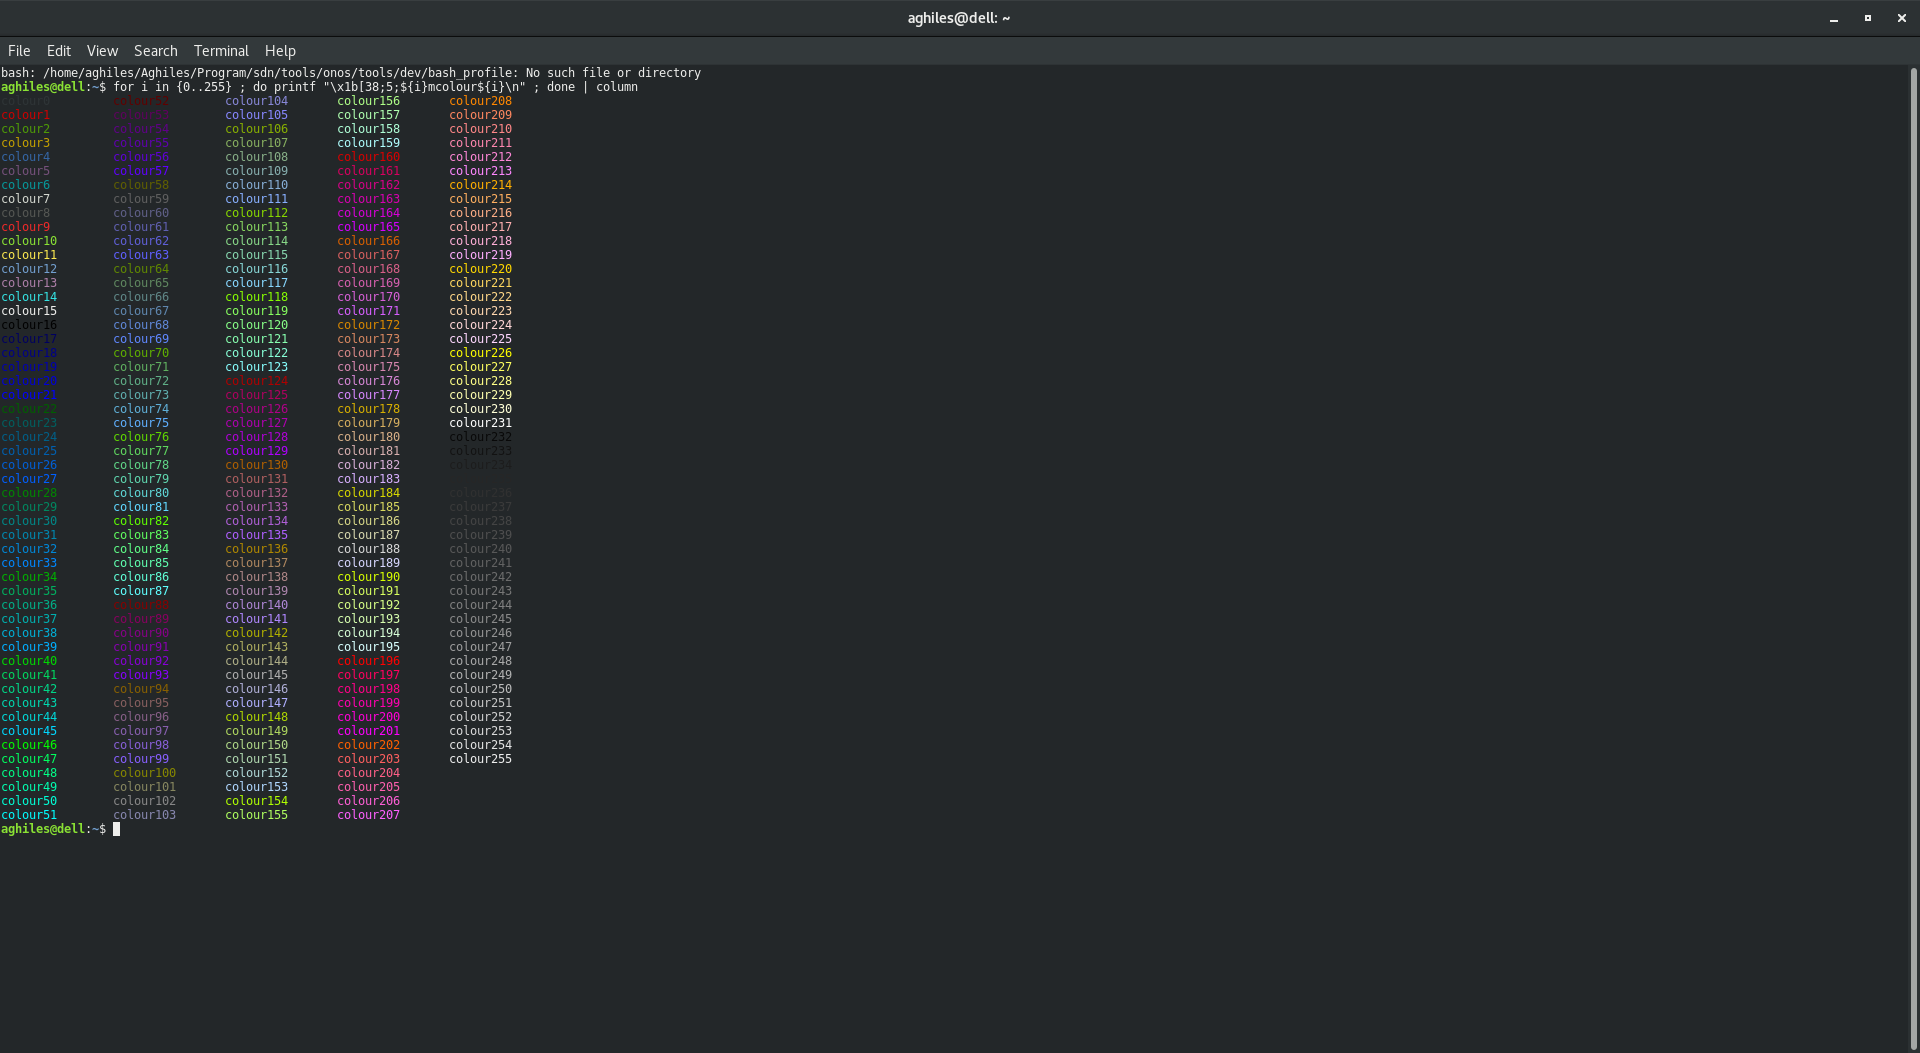 aghiles@dell: ~
File Edit View Search Terminal Help
bash: /home/aghiles/Aghiles/Program/sdn/tools/onos/tools/dev/bash_profile: No such file or directory
aghiles@dell:~$ for i in {0..255} ; do printf "\x1b[38;5;${i}mcolour${i}\n" ; done | column
colour0 colour52 colour104 colour156 colour208
colour1 colour53 colour105 colour157 colour209
colour2 colour54 colour106 colour158 colour210
colour3 colour55 colour107 colour159 colour211
colour4 colour56 colour108 colour160 colour212
colour5 colour57 colour109 colour161 colour213
colour6 colour58 colour110 colour162 colour214
colour7 colour59 colour111 colour163 colour215
colour8 colour60 colour112 colour164 colour216
colour9 colour61 colour113 colour165 colour217
colour10 colour62 colour114 colour166 colour218
colour11 colour63 colour115 colour167 colour219
colour12 colour64 colour116 colour168 colour220
colour13 colour65 colour117 colour169 colour221
colour14 colour66 colour118 colour170 colour222
colour15 colour67 colour119 colour171 colour223
colour16 colour68 colour120 colour172 colour224
colour17 colour69 colour121 colour173 colour225
colour18 colour70 colour122 colour174 colour226
colour19 colour71 colour123 colour175 colour227
colour20 colour72 colour124 colour176 colour228
colour21 colour73 colour125 colour177 colour229
colour22 colour74 colour126 colour178 colour230
colour23 colour75 colour127 colour179 colour231
colour24 colour76 colour128 colour180 colour232
colour25 colour77 colour129 colour181 colour233
colour26 colour78 colour130 colour182 colour234
colour27 colour79 colour131 colour183
colour28 colour80 colour132 colour184 colour236
colour29 colour81 colour133 colour185 colour237
colour30 colour82 colour134 colour186 colour238
colour31 colour83 colour135 colour187 colour239
colour32 colour84 colour136 colour188 colour240
colour33 colour85 colour137 colour189 colour241
colour34 colour86 colour138 colour190 colour242
colour35 colour87 colour139 colour191 colour243
colour36 colour88 colour140 colour192 colour244
colour37 colour89 colour141 colour193 colour245
colour38 colour90 colour142 colour194 colour246
colour39 colour91 colour143 colour195 colour247
colour40 colour92 colour144 colour196 colour248
colour41 colour93 colour145 colour197 colour249
colour42 colour94 colour146 colour198 colour250
colour43 colour95 colour147 colour199 colour251
colour44 colour96 colour148 colour200 colour252
colour45 colour97 colour149 colour201 colour253
colour46 colour98 colour150 colour202 colour254
colour47 colour99 colour151 colour203 colour255
colour48 colour100 colour152 colour204
colour49 colour101 colour153 colour205
colour50 colour102 colour154 colour206
colour51 colour103 colour155 colour207
aghiles@dell:~$